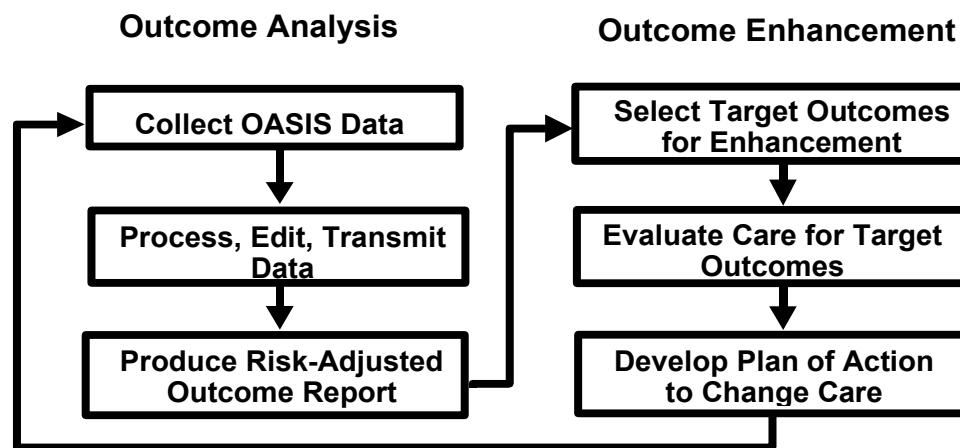 Outcome Analysis
Collect OASIS Data
Process, Edit, Transmit
Data
Produce Risk-Adjusted
Outcome Report
Outcome Enhancement
Select Target Outcomes
for Enhancement
Evaluate Care for Target
Outcomes
Develop Plan of Action
to Change Care